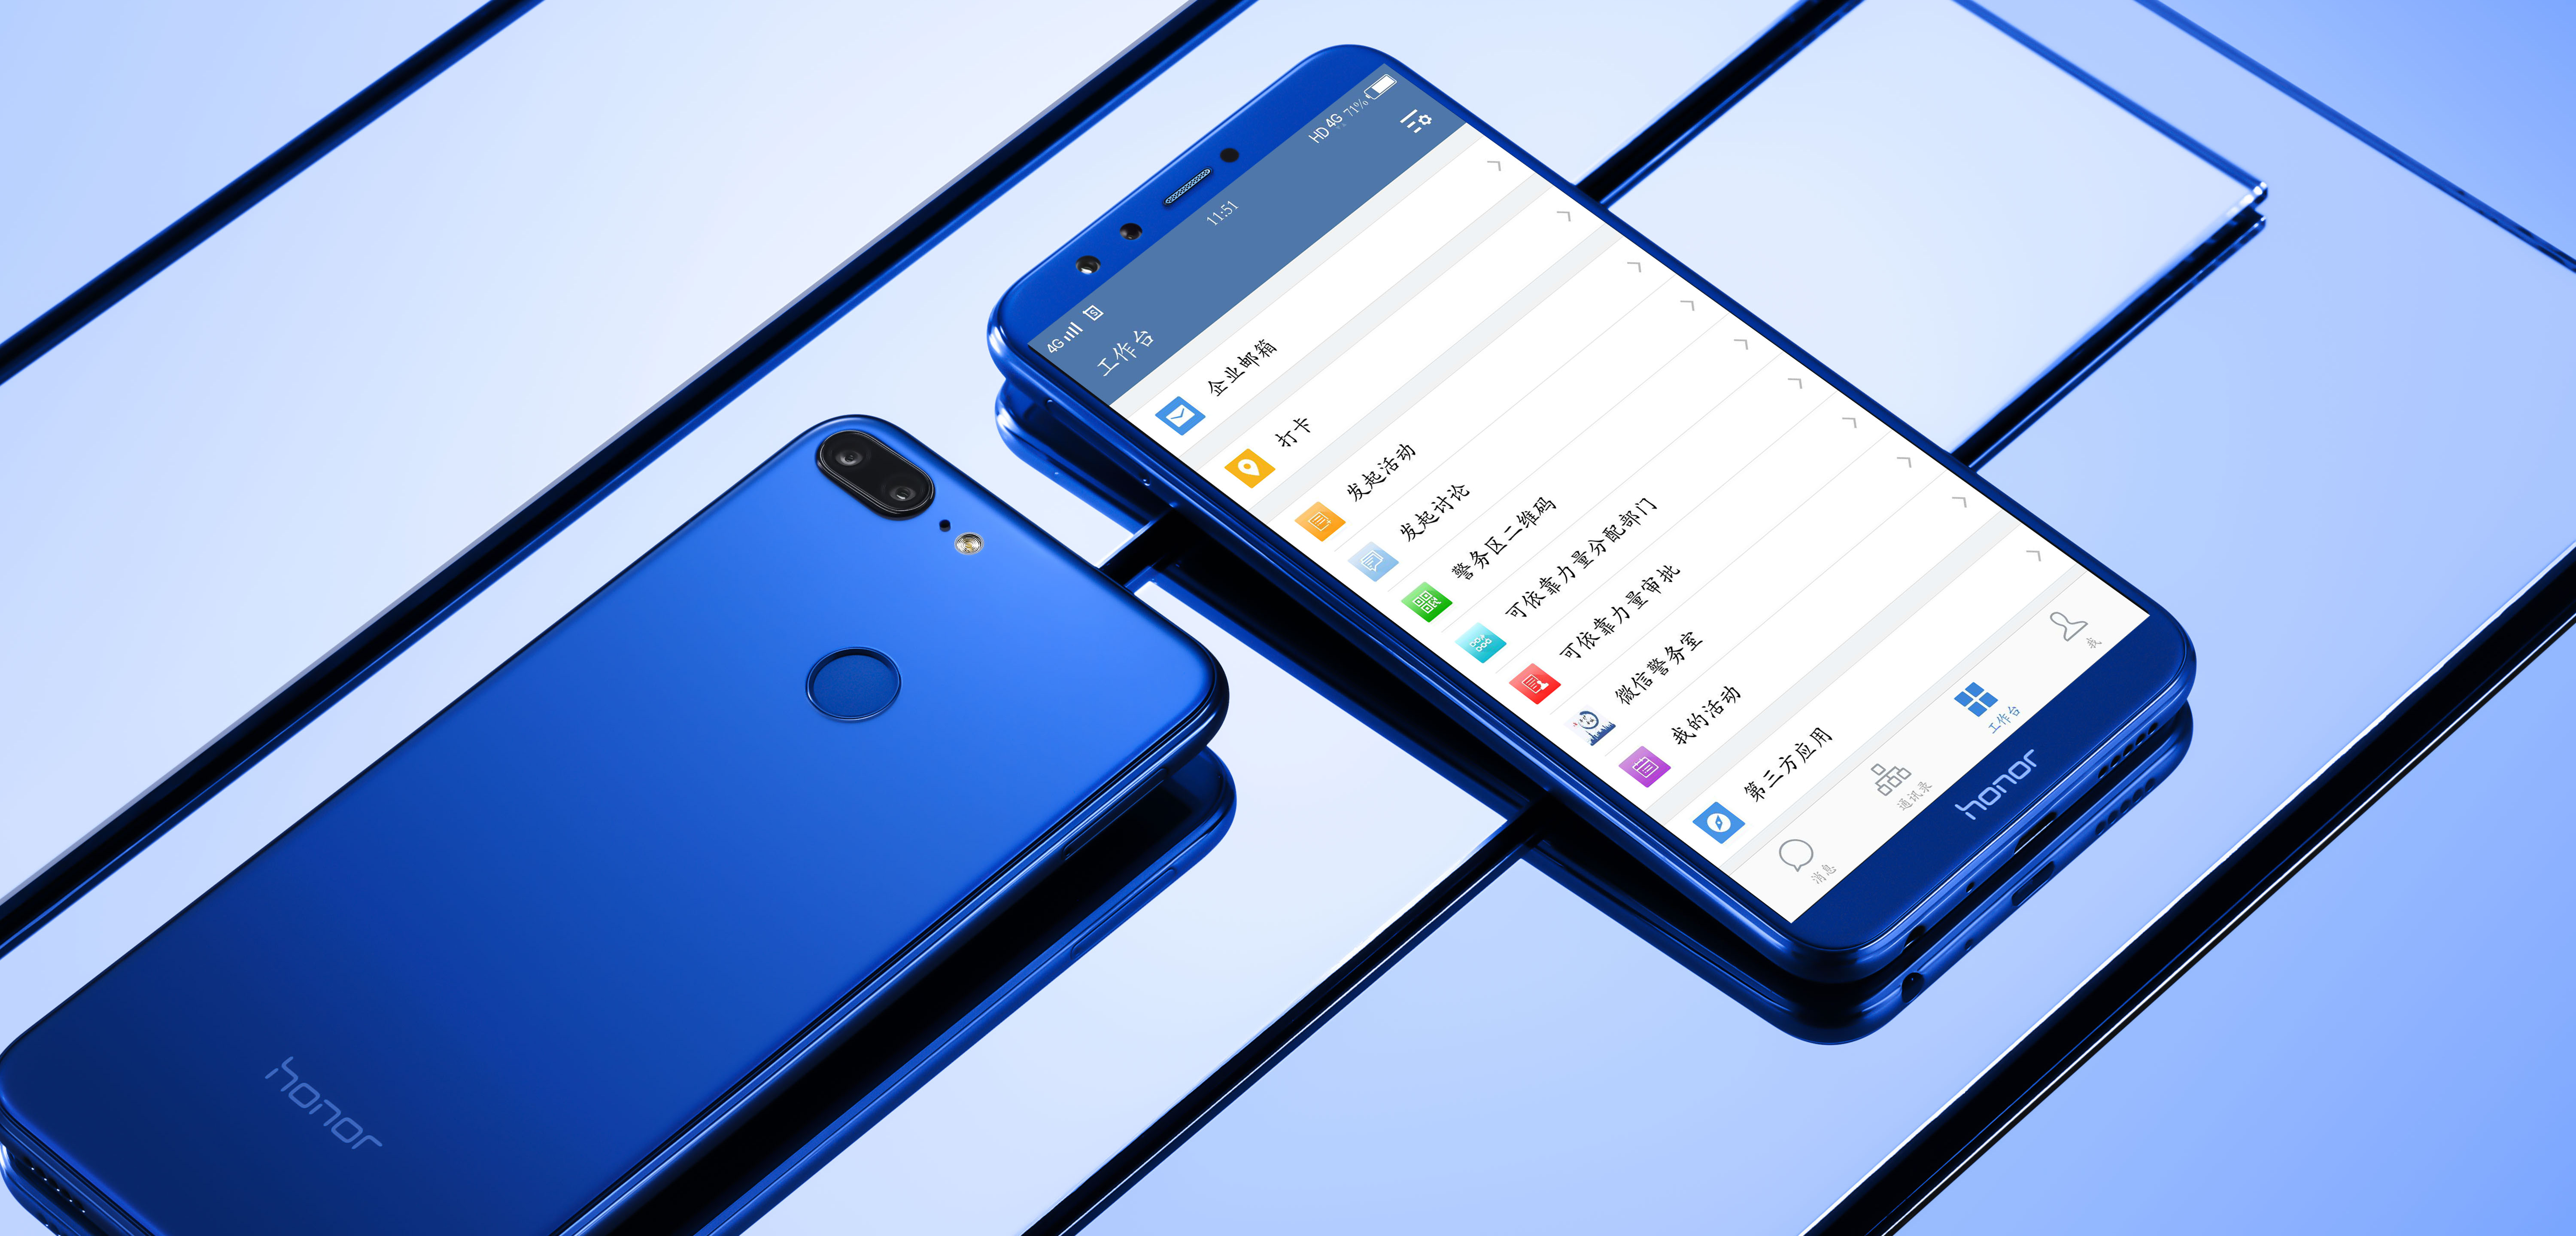 4G
11:51
HD 4G 71%
工作台
企业邮箱
打卡
发起活动
发起讨论
警务区二维码
可依靠力量分配部门
可依靠力量审批
微信警务室
我的活动
第三方应用
消息
通讯录
工作台
我
honor
honor